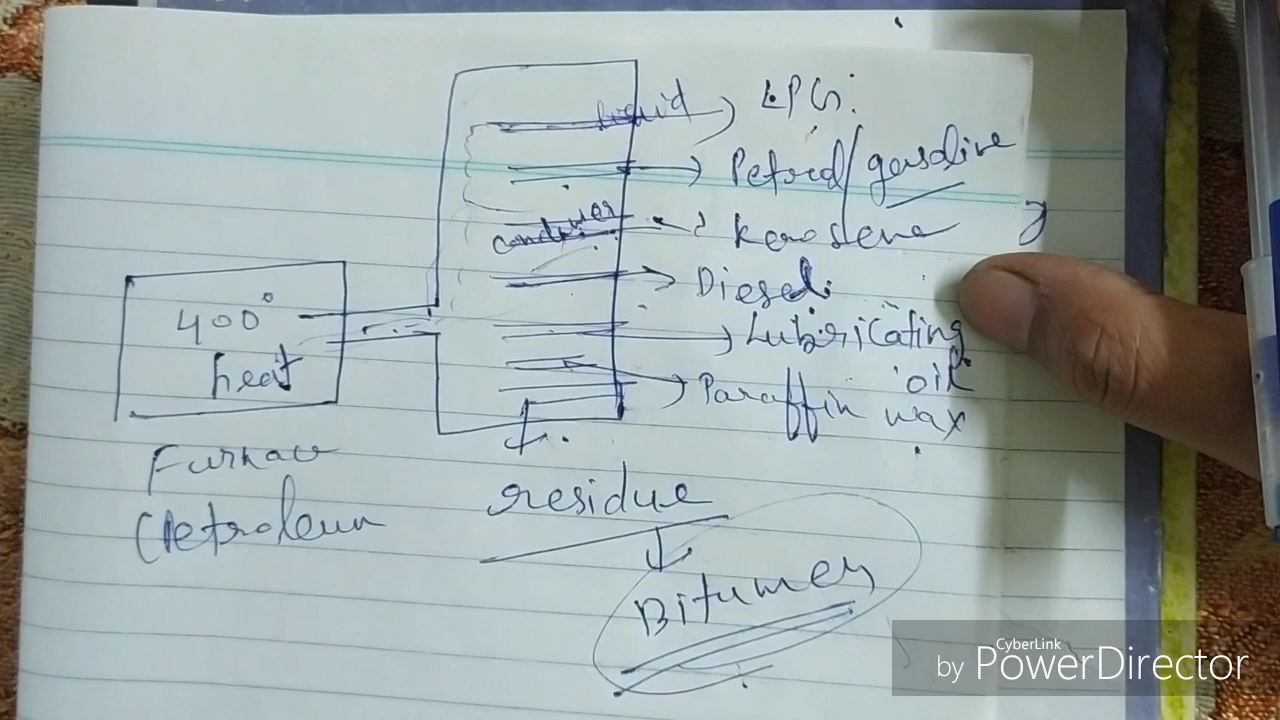 liquid
LPG.
Petrol/gasoline
condenser
Kerosene
Diesel
400°
heat
Lubricating
oil
Paraffin wax
Furnace
(Petroleum
residue
Bitumen
CyberLink
by PowerDirector